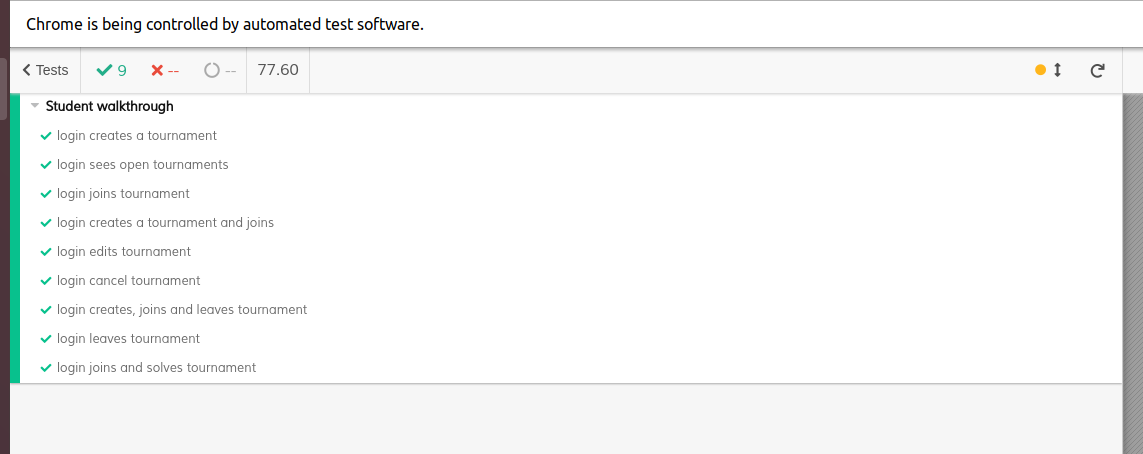 Chrome is being controlled by automated test software.
Tests 9 -- -- 77.60
Student walkthrough
login creates a tournament
login sees open tournaments
login joins tournament
login creates a tournament and joins
login edits tournament
login cancel tournament
login creates, joins and leaves tournament
login leaves tournament
login joins and solves tournament